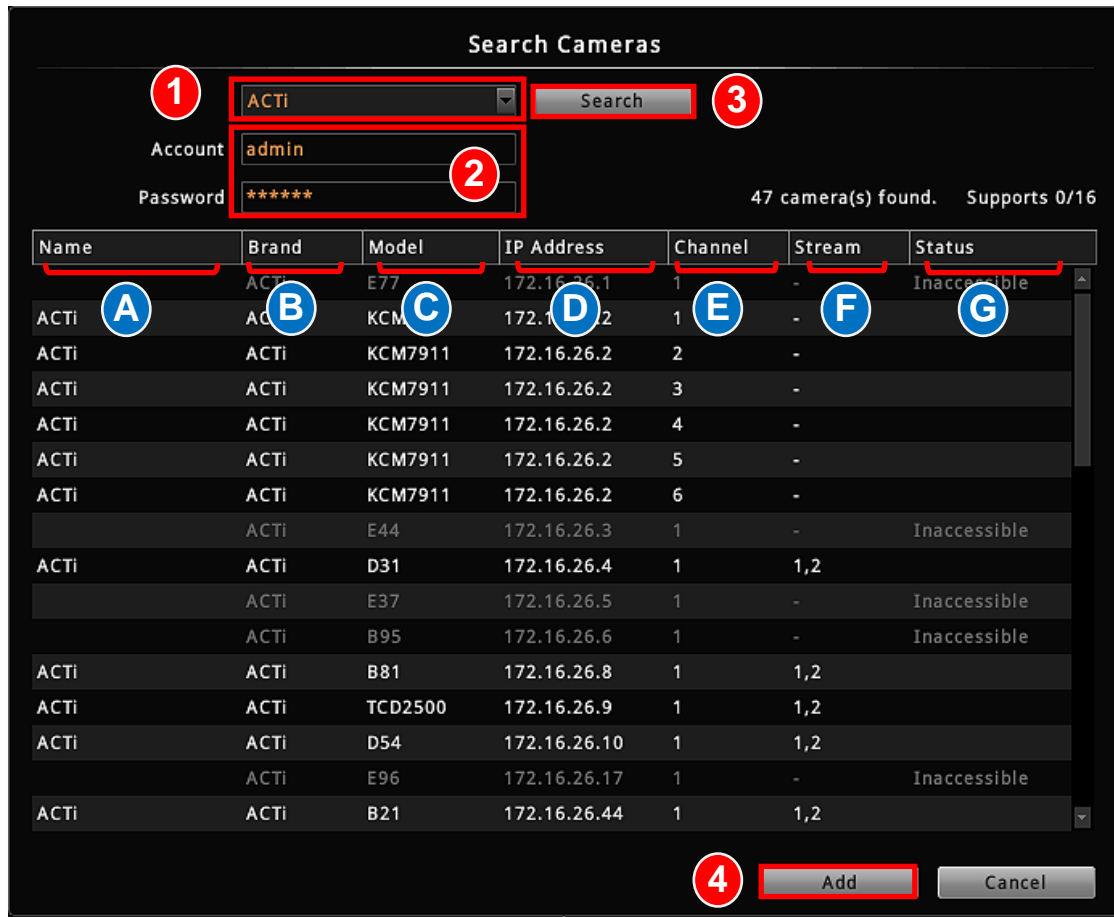 Search Cameras
1 ACTi Search 3
Account admin
2
Password ****** 47 camera(s) found. Supports 0/16
Name Brand Model IP Address Channel Stream Status
ACTi E77 172.16.26.1 1 - Inaccessible
A B C D E F G
ACTi ACTi 1 -
ACTi ACTi KCM7911 172.16.26.2 2 -
ACTi ACTi KCM7911 172.16.26.2 3 -
ACTi ACTi KCM7911 172.16.26.2 4 -
ACTi ACTi KCM7911 172.16.26.2 5 -
ACTi ACTi KCM7911 172.16.26.2 6 -
ACTi E44 172.16.26.3 1 - Inaccessible
ACTi ACTi D31 172.16.26.4 1 1,2
ACTi E37 172.16.26.5 1 - Inaccessible
ACTi B95 172.16.26.6 1 - Inaccessible
ACTi ACTi B81 172.16.26.8 1 1,2
ACTi ACTi TCD2500 172.16.26.9 1 1,2
ACTi ACTi D54 172.16.26.10 1 1,2
ACTi E96 172.16.26.17 1 - Inaccessible
ACTi ACTi B21 172.16.26.44 1 1,2
4 Add Cancel